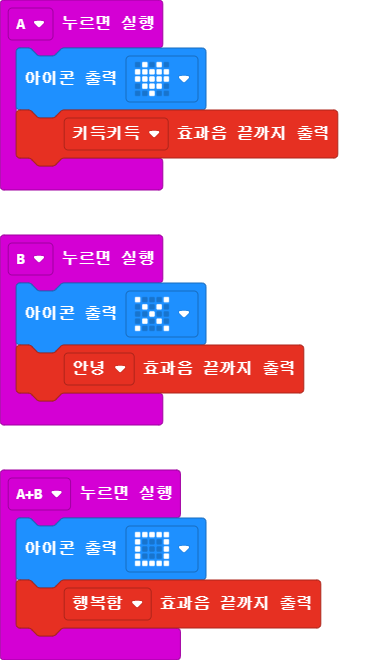 A 누르면 실행
아이콘 출력
키득키득 효과음 끝까지 출력
B 누르면 실행
아이콘 출력
안녕 효과음 끝까지 출력
A+B 누르면 실행
아이콘 출력
행복함 효과음 끝까지 출력